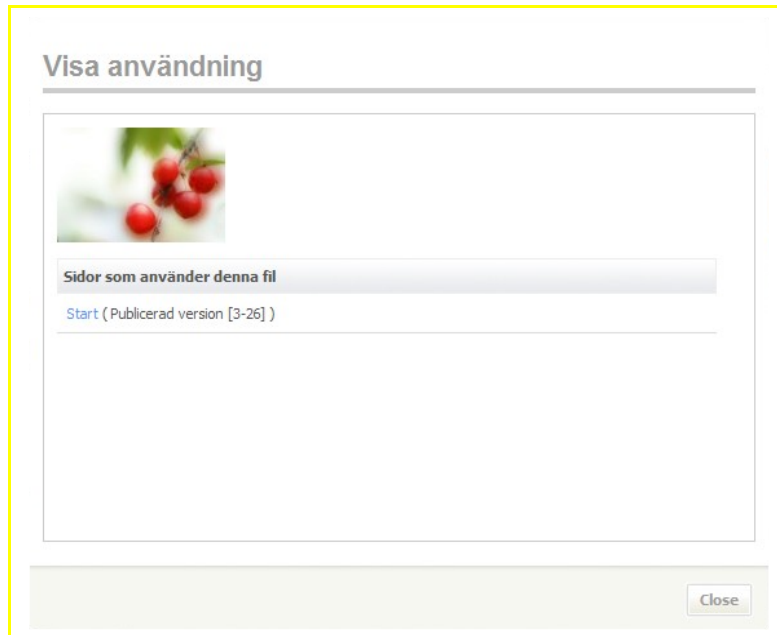 Visa användning
Sidor som använder denna fil
Start ( Publicerad version [3-26] )
Close